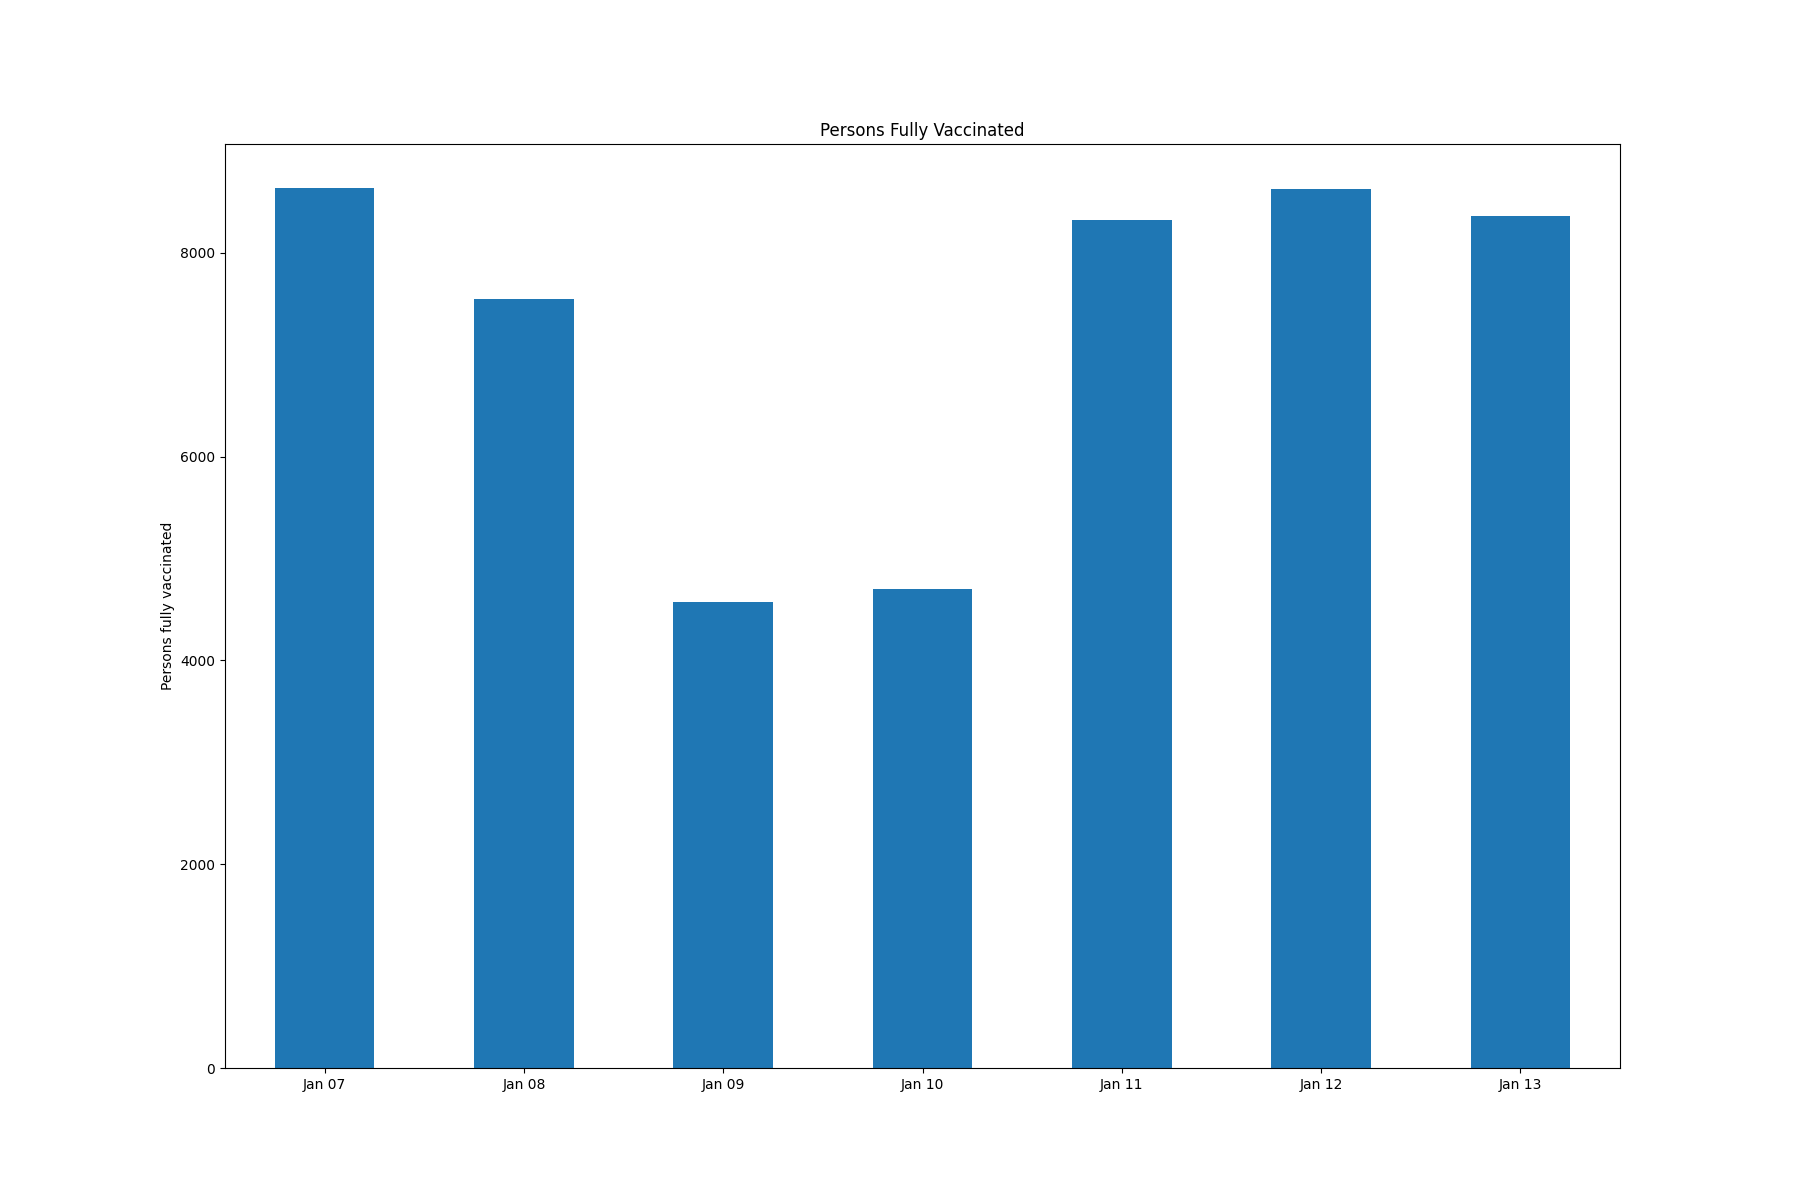 Persons Fully Vaccinated
Persons fully vaccinated
8000
6000
4000
2000
0
Jan 07 Jan 08 Jan 09 Jan 10 Jan 11 Jan 12 Jan 13